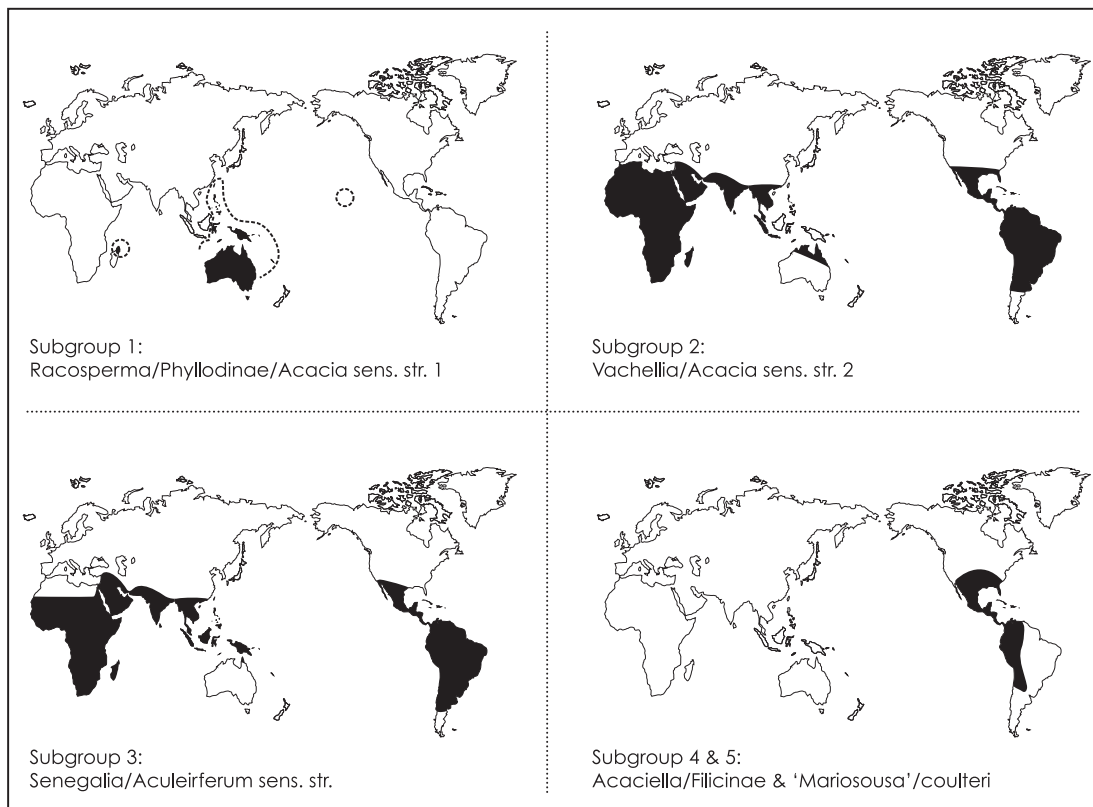 Subgroup 1:
Racosperma/Phyllodinae/Acacia sens. str. 1
Subgroup 2:
Vachellia/Acacia sens. str. 2
Subgroup 3:
Senegalia/Aculeirferum sens. str.
Subgroup 4 & 5:
Acaciella/Filicinae & ‘Mariosousa’/coulteri